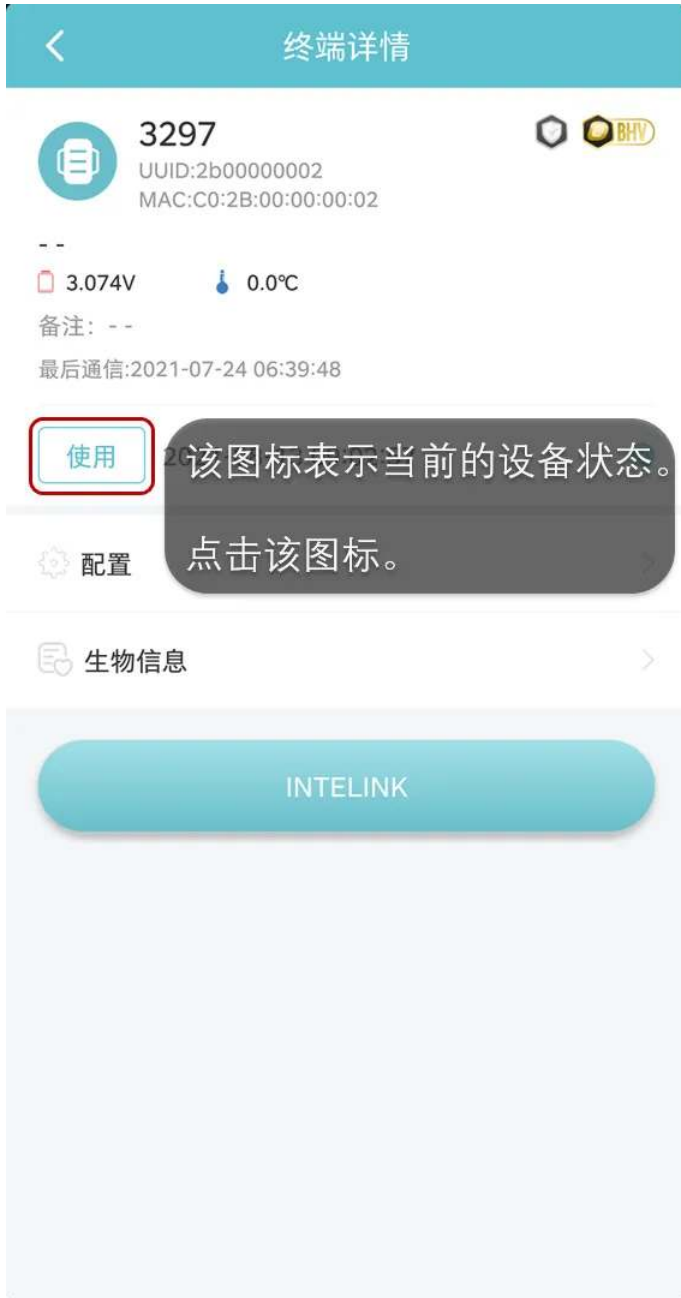 终端详情
3297
BHV
UUID:2b00000002
MAC:C0:2B:00:00:00:02
--
3.074V 0.0℃
备注：--
最后通信:2021-07-24 06:39:48
使用
该图标表示当前的设备状态。
点击该图标。
配置
生物信息
INTELINK